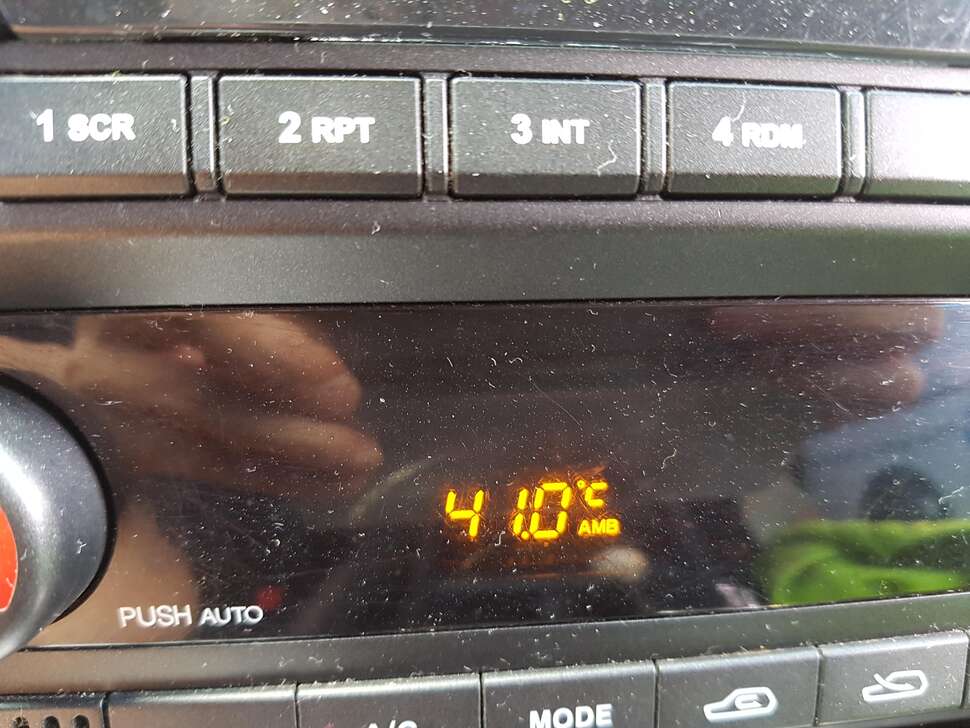 1 SCR 2 RPT 3 INT 4 RDM
41.0°C
AMB
PUSH AUTO
A/C MODE